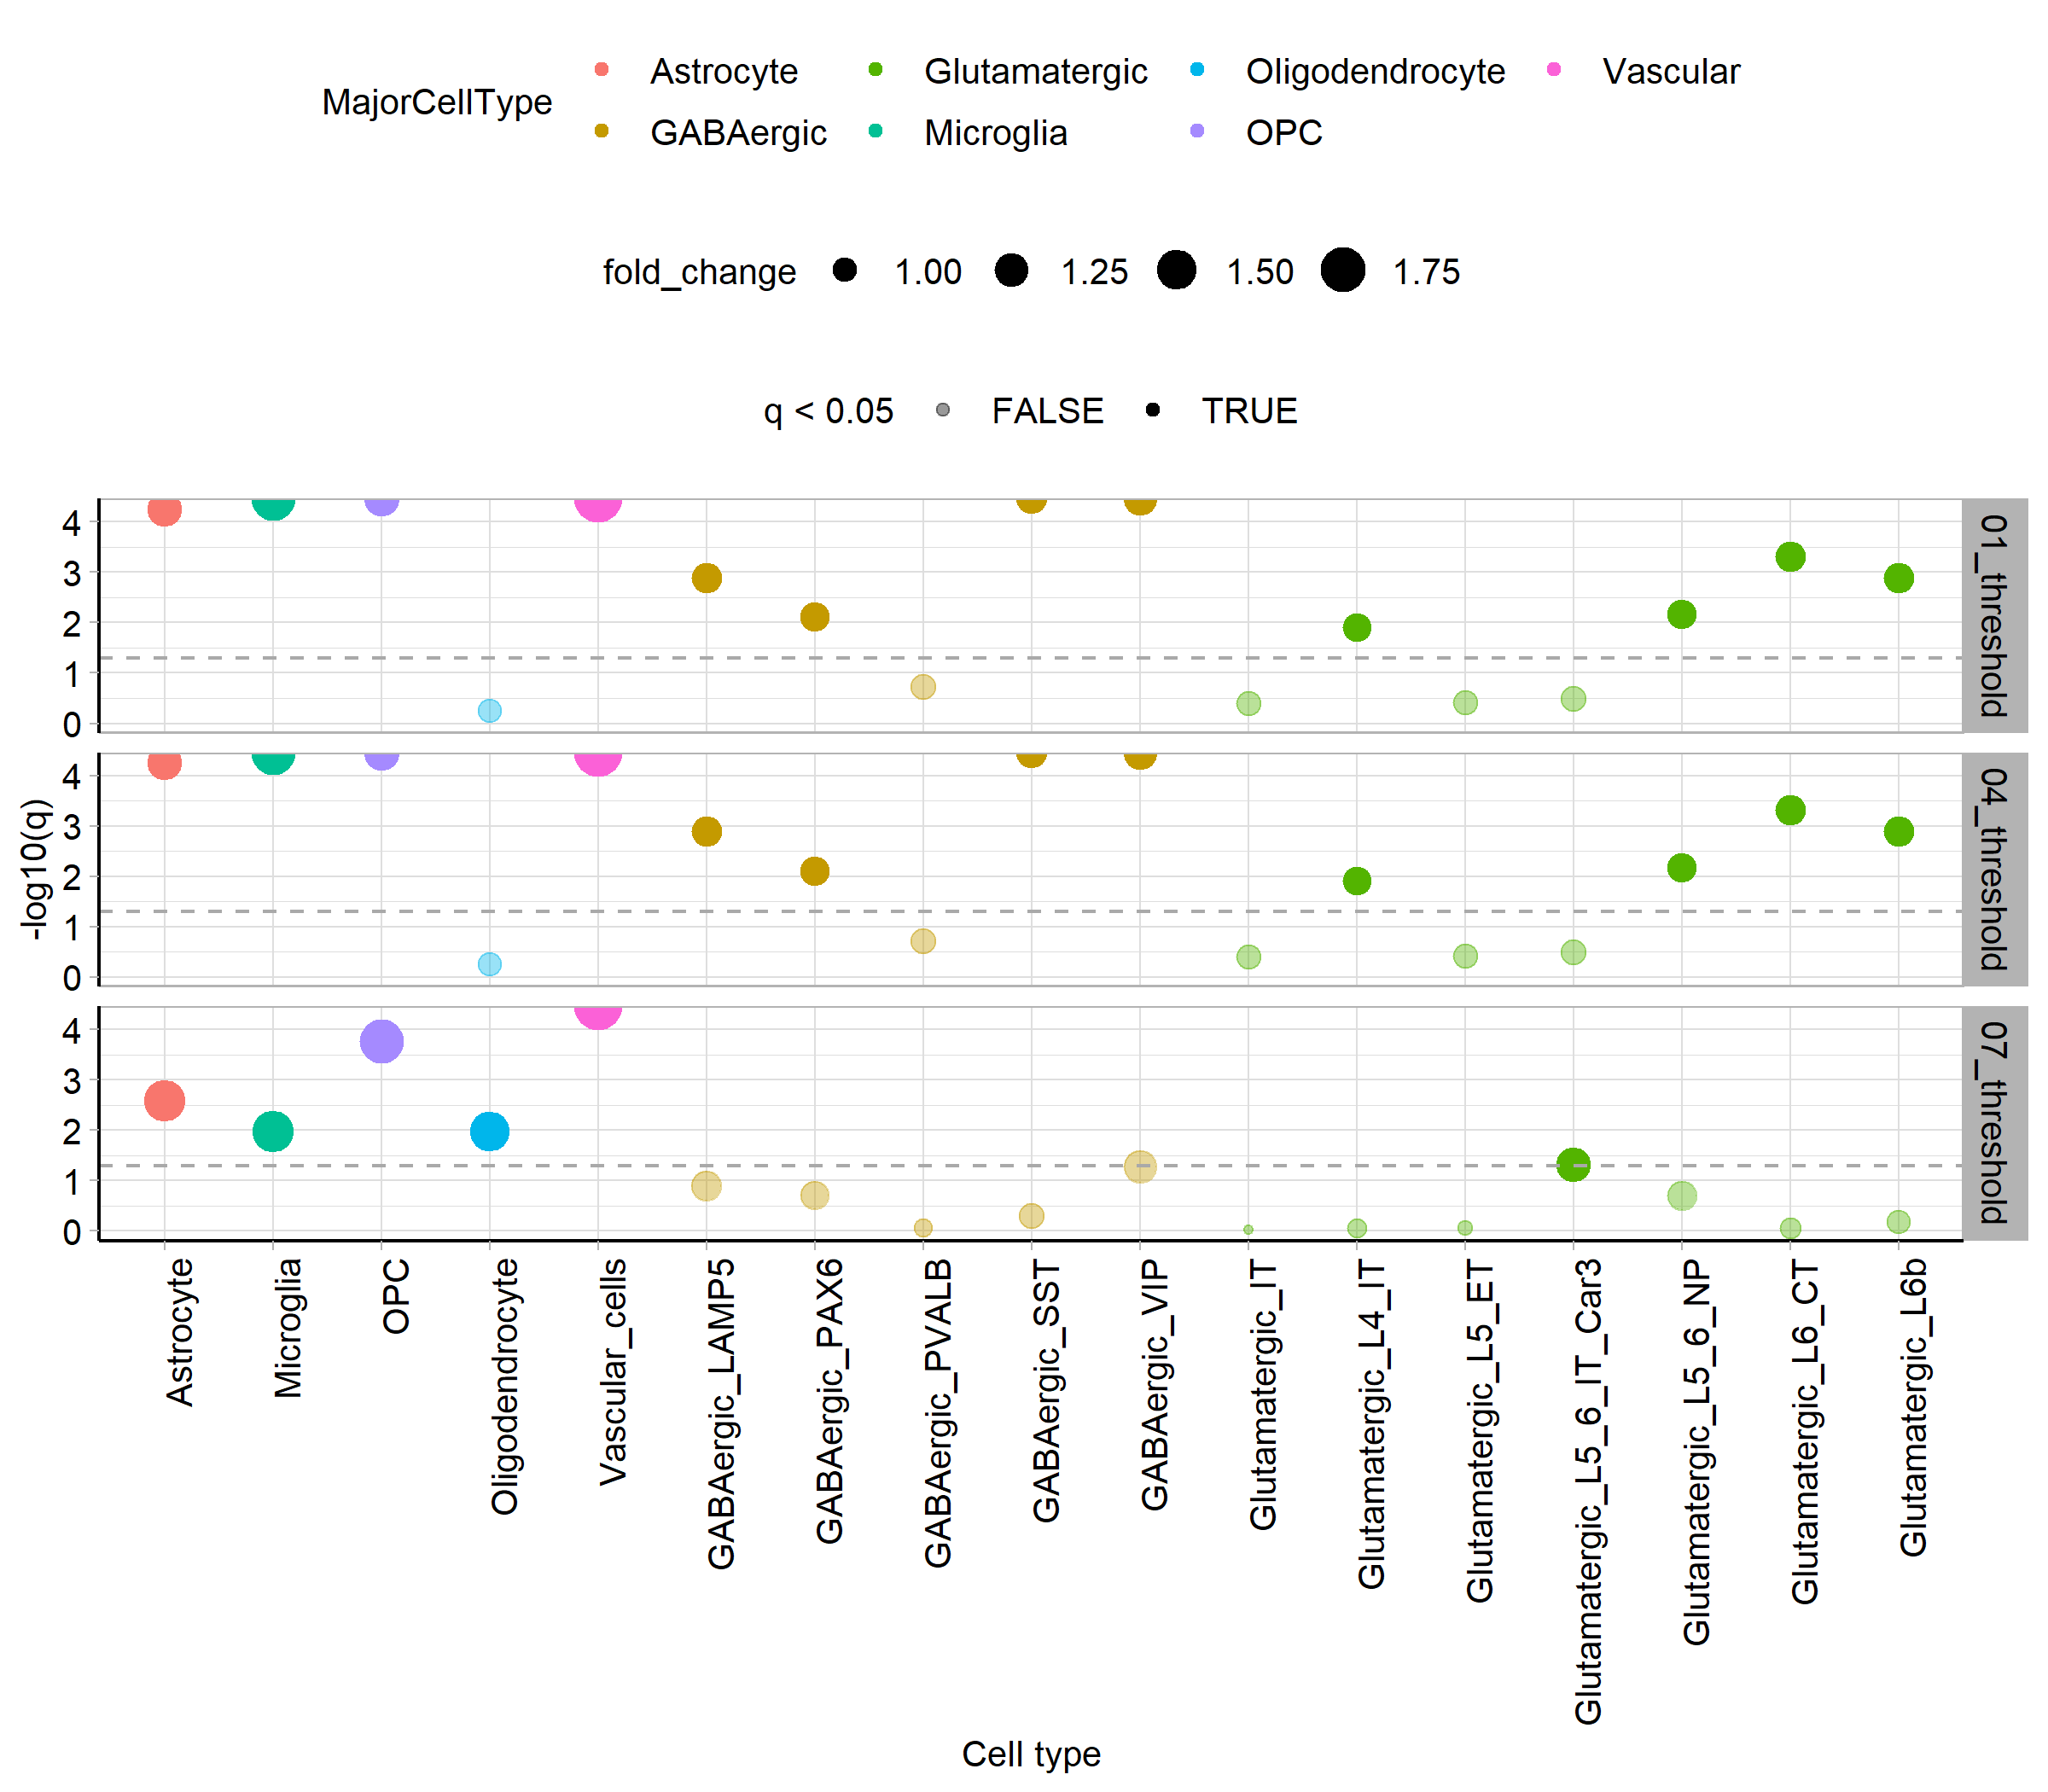 MajorCellType
Astrocyte
Glutamatergic
Oligodendrocyte
Vascular
GABAergic
Microglia
OPC
fold_change
1.00
1.25
1.50
1.75
q < 0.05
FALSE
TRUE
-log10(q)
4
3
2
1
0
01_threshold
4
3
2
1
0
04_threshold
4
3
2
1
0
07_threshold
Astrocyte
Microglia
OPC
Oligodendrocyte
Vascular_cells
GABAergic_LAMP5
GABAergic_PAX6
GABAergic_PVALB
GABAergic_SST
GABAergic_VIP
Glutamatergic_IT
Glutamatergic_L4_IT
Glutamatergic_L5_ET
Glutamatergic_L5_6_IT_Car3
Glutamatergic_L5_6_NP
Glutamatergic_L6_CT
Glutamatergic_L6b
Cell type